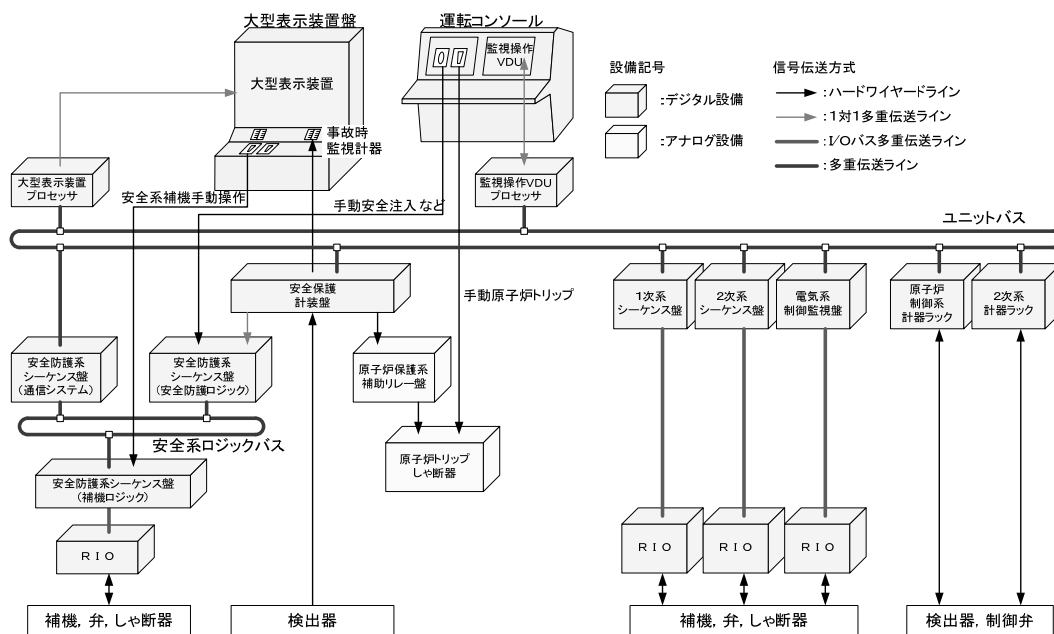 大型表示装置盤
運転コンソール
監視操作
VDU
大型表示装置
事故時
監視計器
設備記号
:デジタル設備
:アナログ設備
信号伝送方式
:ハードワイヤードライン
:1対1多重伝送ライン
:I/Oバス多重伝送ライン
:多重伝送ライン
大型表示装置
プロセッサ
監視操作VDU
プロセッサ
安全系補機手動操作
手動安全注入など
ユニットバス
安全保護
計装盤
手動原子炉トリップ
1次系
シーケンス盤
2次系
シーケンス盤
電気系
制御監視盤
原子炉
制御系
計器ラック
2次系
計器ラック
安全防護系
シーケンス盤
(通信システム)
安全防護系
シーケンス盤
(安全防護ロジック)
原子炉保護系
補助リレー盤
安全系ロジックバス
原子炉トリップ
しゃ断器
安全防護系シーケンス盤
(補機ロジック)
RIO
RIO
RIO
RIO
補機,弁,しゃ断器
検出器
補機,弁,しゃ断器
検出器,制御弁